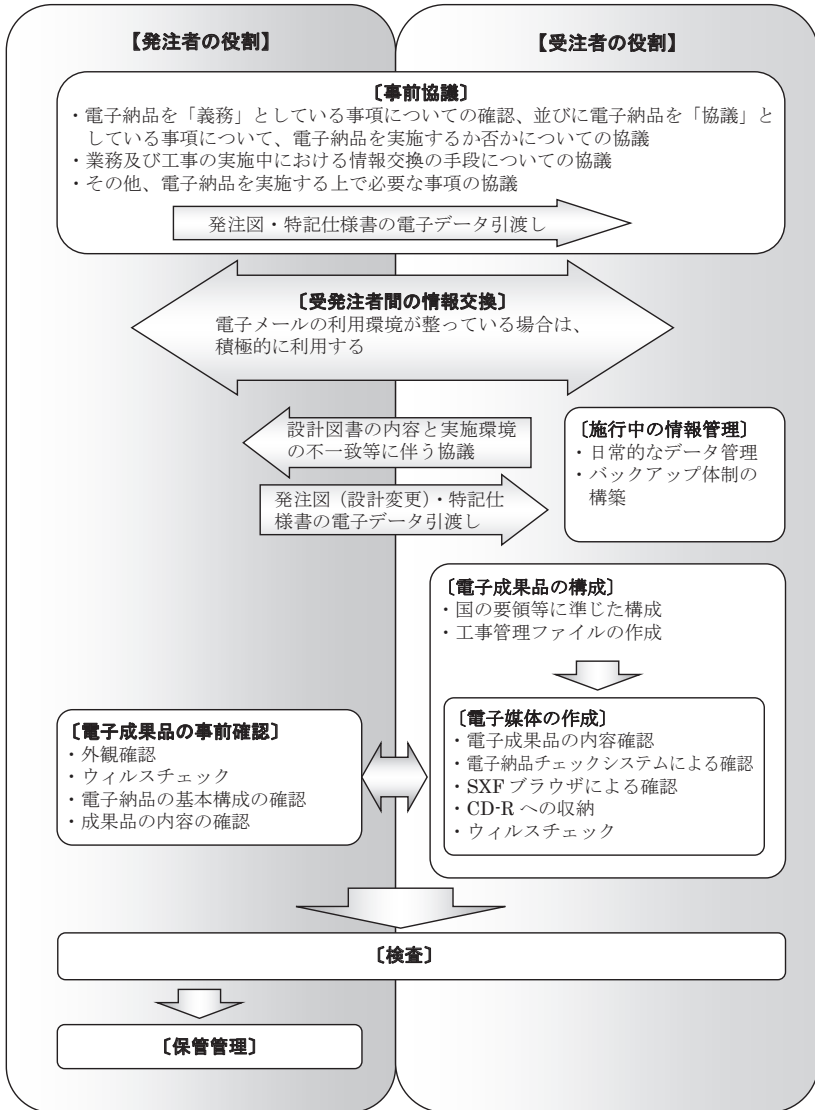 【発注者の役割】
【受注者の役割】
〔事前協議〕
・電子納品を「義務」としている事項についての確認、並びに電子納品を「協議」と
している事項について、電子納品を実施するか否かについての協議
・業務及び工事の実施中における情報交換の手段についての協議
・その他、電子納品を実施する上で必要な事項の協議
発注図・特記仕様書の電子データ引渡し
〔受発注者間の情報交換〕
電子メールの利用環境が整っている場合は、
積極的に利用する
設計図書の内容と実施環境
の不一致等に伴う協議
発注図（設計変更）・特記仕
様書の電子データ引渡し
〔施行中の情報管理〕
・日常的なデータ管理
・バックアップ体制の
構築
〔電子成果品の構成〕
・国の要領等に準じた構成
・工事管理ファイルの作成
〔電子成果品の事前確認〕
・外観確認
・ウィルスチェック
・電子納品の基本構成の確認
・成果品の内容の確認
〔電子媒体の作成〕
・電子成果品の内容確認
・電子納品チェックシステムによる確認
・SXF ブラウザによる確認
・CD-R への収納
・ウィルスチェック
〔検査〕
〔保管管理〕